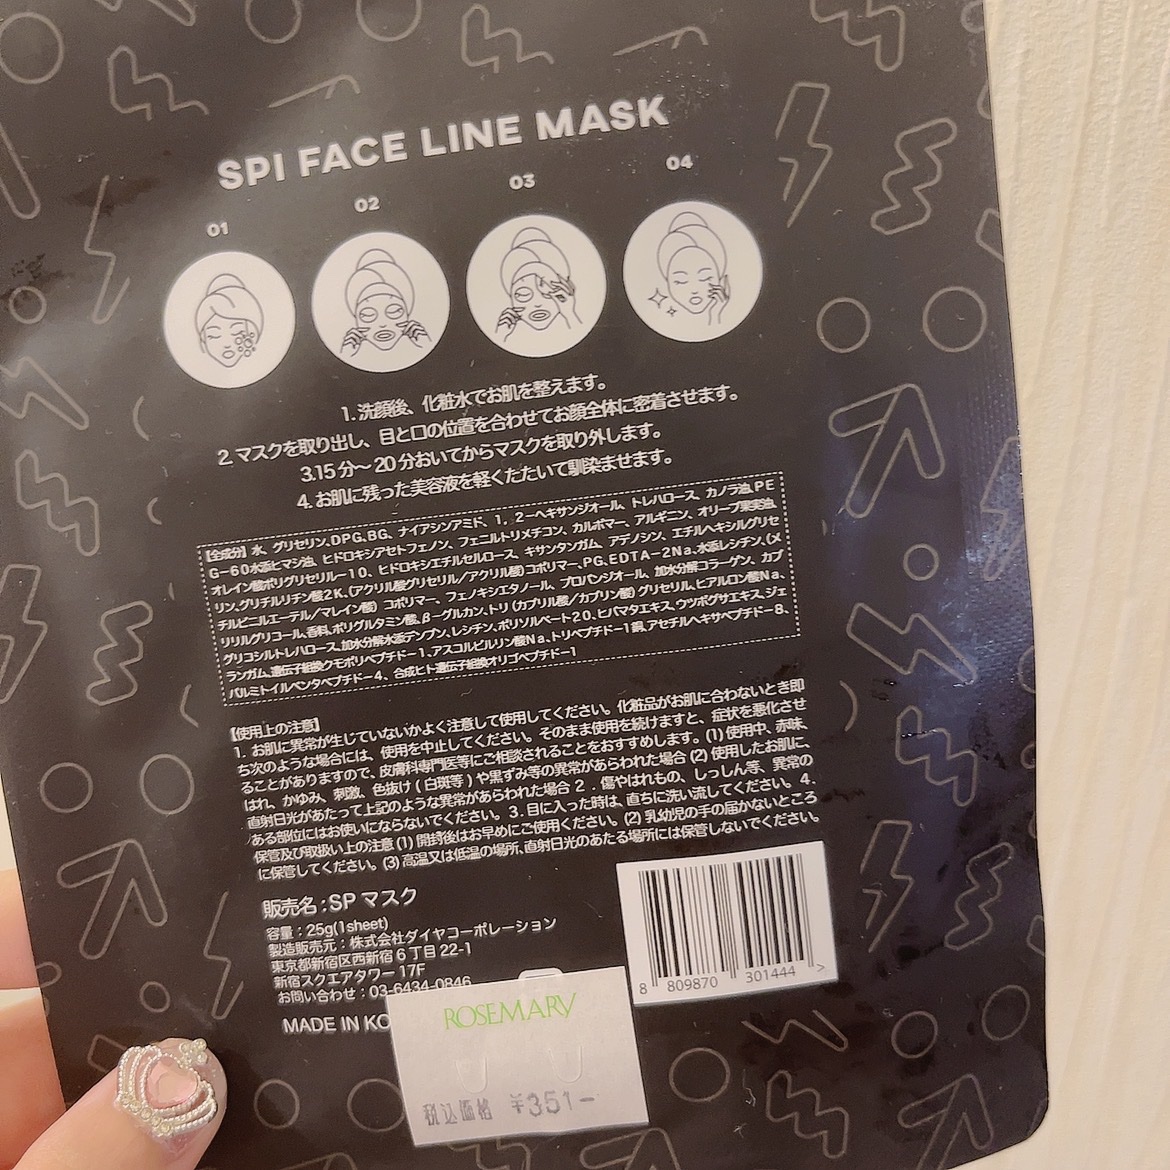 SPI FACE LINE MASK
01
02
03
04
1. 洗顔後、化粧水でお肌を整えます。
2. マスクを取り出し、目と口の位置を合わせてお顔全体に密着させます。
3.15分〜20分おいてからマスクを取り外します。
4. お肌に残った美容液を軽くたたいて馴染ませます。
【全成分】水、グリセリン、DPG、BG、ナイアシンアミド、1,2-ヘキサンジオール、トレハロース、カノラ油、PE
G-60水添ヒマシ油、ヒドロキシアセトフェノン、フェニルトリメチコン、カルボマー、アルギニン、オリーブ果実油、
オレイン酸ポリグリセリル-10、ヒドロキシエチルセルロース、キサンタンガム、アデノシン、エチルヘキシルグリセ
リン、グリチルリチン酸2K、(アクリル酸グリセリル/アクリル酸)コポリマー、PG、EDTA-2Na、水添レシチン、(メ
チルビニルエーテル/マレイン酸)コポリマー、フェノキシエタノール、プロパンジオール、加水分解コラーゲン、カプ
リリルグリコール、香料、ポリグルタミン酸、β-グルカン、トリ(カプリル酸/カプリン酸)グリセリル、ヒアルロン酸Na、
グリコシルトレハロース、加水分解水添デンプン、レシチン、ポリソルベート20、ヒバマタエキス、ウツボグサエキス、ジェ
ランガム、遺伝子組換クモポリペプチド-1、アスコルビルリン酸Na、トリペプチド-1銅、アセチルヘキサペプチド-8、
パルミトイルペンタペプチド-4、合成ヒト遺伝子組換オリゴペプチド-1
【使用上の注意】
1. お肌に異常が生じていないかよく注意して使用してください。化粧品がお肌に合わないとき即
ち次のような場合には、使用を中止してください。そのまま使用を続けますと、症状を悪化させ
ることがありますので、皮膚科専門医等にご相談されることをおすすめします。(1) 使用中、赤味、
はれ、かゆみ、刺激、色抜け(白斑等)や黒ずみ等の異常があらわれた場合 (2) 使用したお肌に、
直射日光があたって上記のような異常があらわれた場合 2. 傷やはれもの、しっしん等、異常の
ある部位にはお使いにならないでください。3. 目に入った時は、直ちに洗い流してください。4.
保管及び取扱い上の注意 (1) 開封後はお早めにご使用ください。(2) 乳幼児の手の届かないところ
に保管してください。(3) 高温又は低温の場所、直射日光のあたる場所には保管しないでください。
販売名:SP マスク
容量:25g(1sheet)
製造販売元:株式会社ダイヤコーポレーション
東京都新宿区西新宿6丁目22-1
新宿スクエアタワー 17F
お問い合わせ:03-6434-0846
MADE IN KO
8 809870 301444 >
ROSEMARY
税込価格 ¥351-